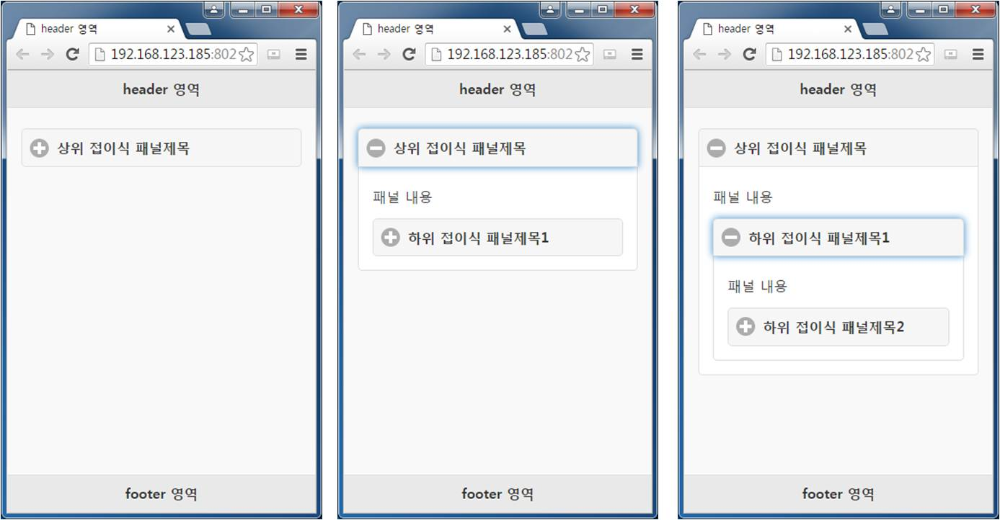 header 영역
192.168.123.185:802
header 영역
상위 접이식 패널제목
footer 영역
header 영역
192.168.123.185:802
header 영역
상위 접이식 패널제목
패널 내용
하위 접이식 패널제목1
footer 영역
header 영역
192.168.123.185:802
header 영역
상위 접이식 패널제목
패널 내용
하위 접이식 패널제목1
패널 내용
하위 접이식 패널제목2
footer 영역